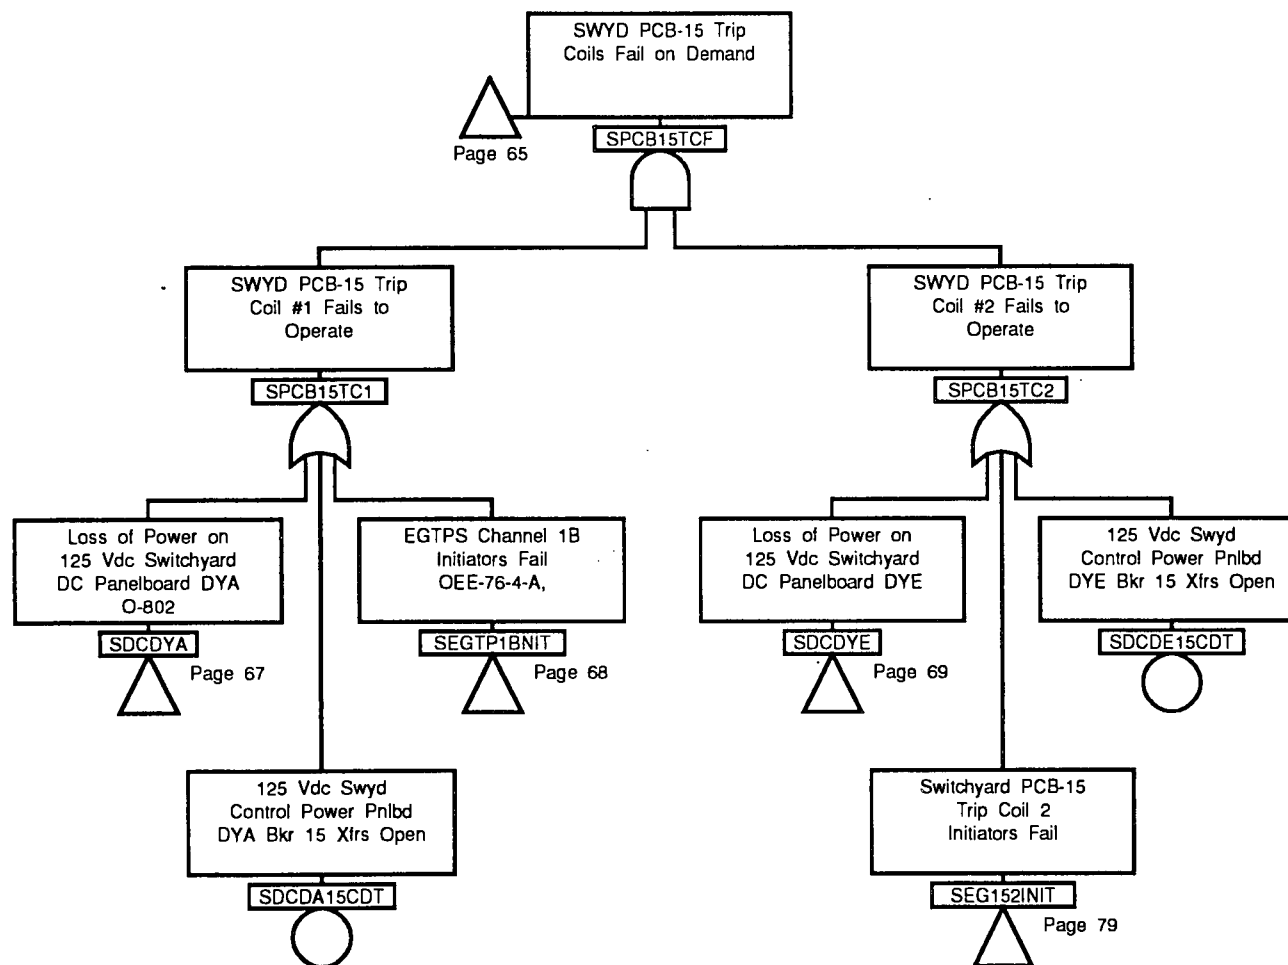 SWYD PCB-15 Trip
Coils Fail on Demand
Page 65
SPCB15TCF
SWYD PCB-15 Trip
Coil #1 Fails to
Operate
SPCB15TC1
SWYD PCB-15 Trip
Coil #2 Fails to
Operate
SPCB15TC2
Loss of Power on
125 Vdc Switchyard
DC Panelboard DYA
O-802
SDCDYA
Page 67
EGTPS Channel 1B
Initiators Fail
OEE-76-4-A,
SEGTP1BNIT
Page 68
Loss of Power on
125 Vdc Switchyard
DC Panelboard DYE
SDCDYE
Page 69
125 Vdc Swyd
Control Power Pnlbd
DYE Bkr 15 Xfrs Open
SDCDE15CDT
125 Vdc Swyd
Control Power Pnlbd
DYA Bkr 15 Xfrs Open
SDCDA15CDT
Switchyard PCB-15
Trip Coil 2
Initiators Fail
SEG152INIT
Page 79